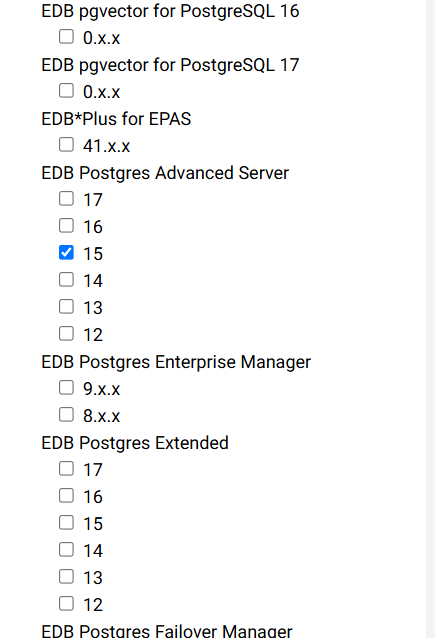 EDB pgvector for PostgreSQL 16
0.x.x
EDB pgvector for PostgreSQL 17
0.x.x
EDB*Plus for EPAS
41.x.x
EDB Postgres Advanced Server
17
16
15
14
13
12
EDB Postgres Enterprise Manager
9.x.x
8.x.x
EDB Postgres Extended
17
16
15
14
13
12
EDB Postgres Failover Manager